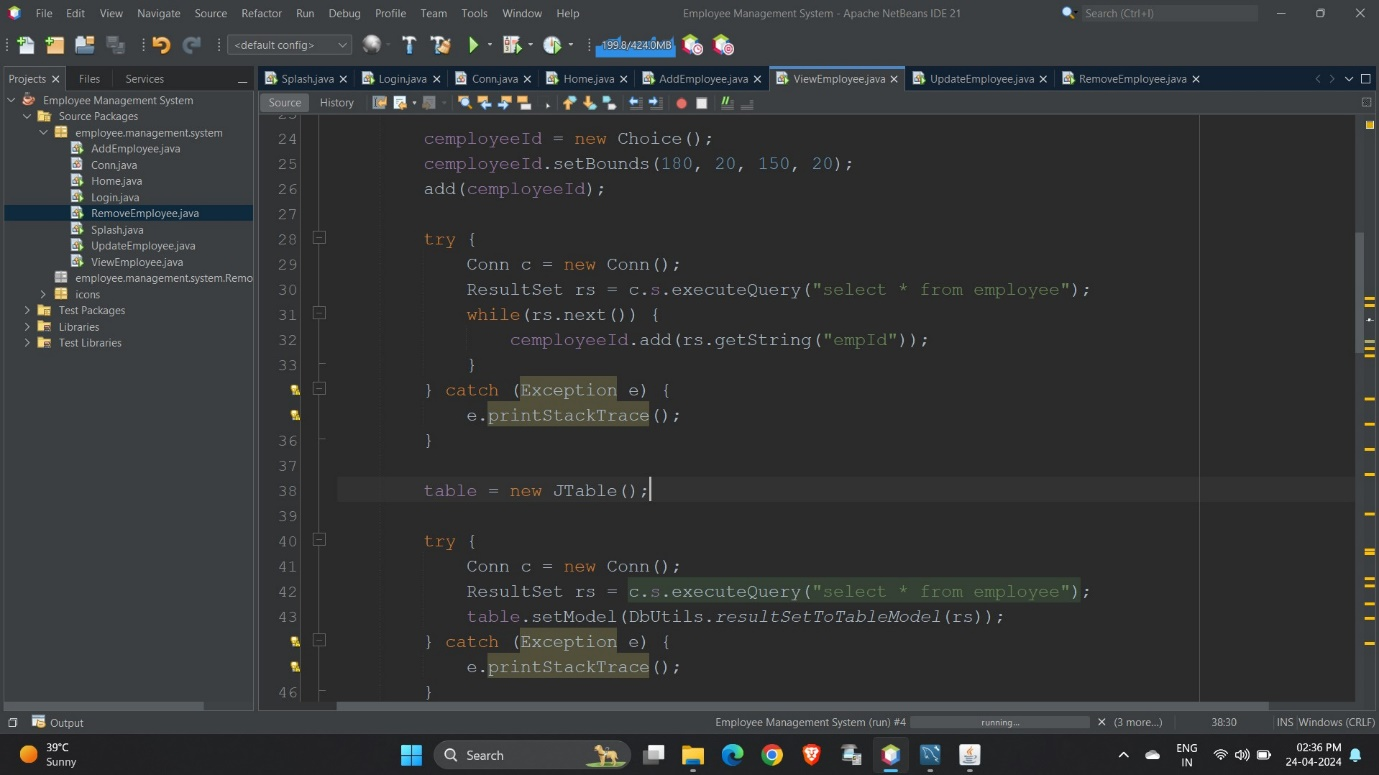 File Edit View Navigate Source Refactor Run Debug Profile Team Tools Window Help
Employee Management System - Apache NetBeans IDE 21
Search (Ctrl+I)
<default config>
199.8/424.0MB
Projects Files Services
Splash.java Login.java Conn.java Home.java AddEmployee.java ViewEmployee.java UpdateEmployee.java RemoveEmployee.java
Source History
Employee Management System
Source Packages
employee.management.system
AddEmployee.java
Conn.java
Home.java
Login.java
RemoveEmployee.java
Splash.java
UpdateEmployee.java
ViewEmployee.java
employee.management.system.Remo
icons
Test Packages
Libraries
Test Libraries
24 cemployeeId = new Choice();
25 cemployeeId.setBounds(180, 20, 150, 20);
26 add(cemployeeId);
27
28 try {
29 Conn c = new Conn();
30 ResultSet rs = c.s.executeQuery("select * from employee");
31 while(rs.next()) {
32 cemployeeId.add(rs.getString("empId"));
33 }
} catch (Exception e) {
e.printStackTrace();
36 }
37
38 table = new JTable();
39
40 try {
41 Conn c = new Conn();
42 ResultSet rs = c.s.executeQuery("select * from employee");
43 table.setModel(DbUtils.resultSetToTableModel(rs));
} catch (Exception e) {
e.printStackTrace();
46 }
Output
Employee Management System (run) #4 running... (3 more...) 38:30 INS Windows (CRLF)
39°C
Sunny
Search
ENG
IN
02:36 PM
24-04-2024